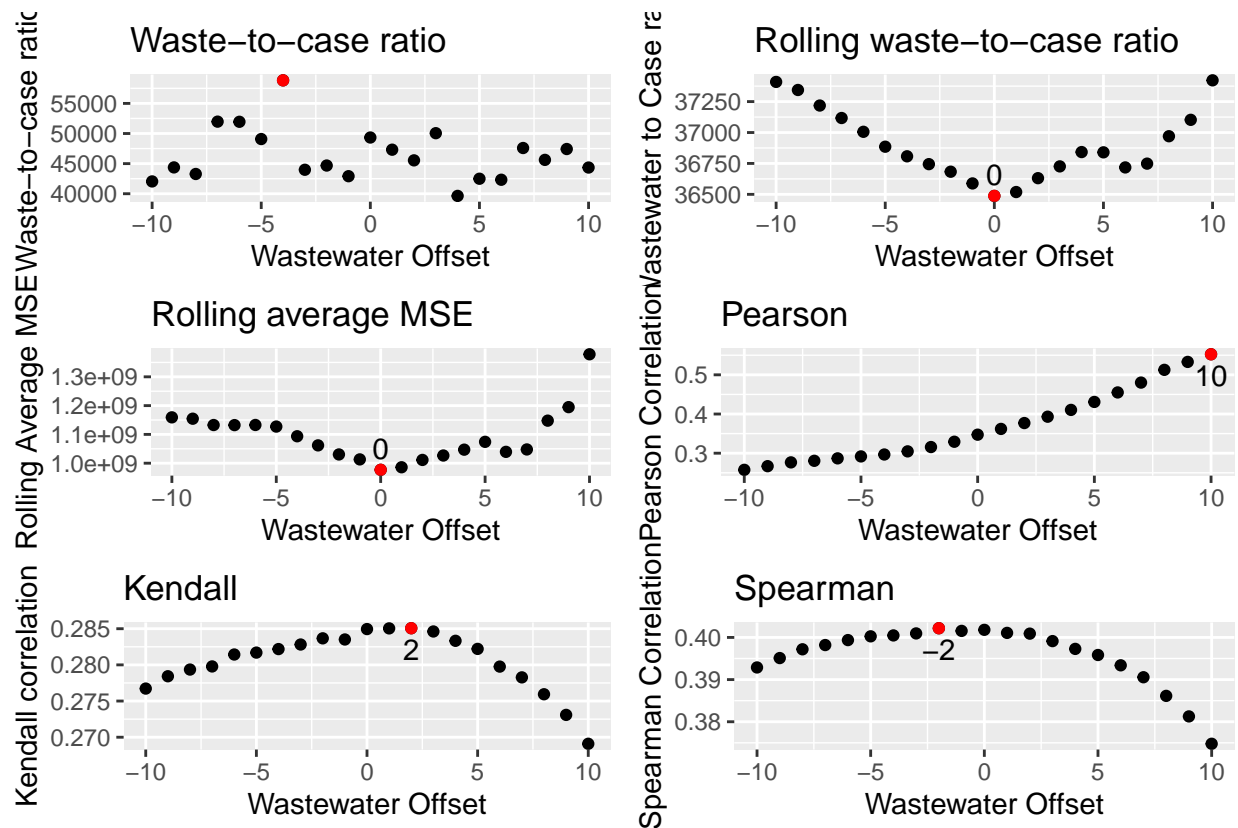 Waste−to−case ratio
Waste−to−case ratio
55000
50000
45000
40000
−10 −5 0 5 10
Wastewater Offset
Rolling waste−to−case ratio
Wastewater to Case ra
37250
37000
36750
36500
0
−10 −5 0 5 10
Wastewater Offset
Rolling average MSE
Rolling Average MSE
1.3e+09
1.2e+09
1.1e+09
1.0e+09
0
−10 −5 0 5 10
Wastewater Offset
Pearson
Pearson Correlation
0.5
0.4
0.3
10
−10 −5 0 5 10
Wastewater Offset
Kendall
Kendall correlation
0.285
0.280
0.275
0.270
2
−10 −5 0 5 10
Wastewater Offset
Spearman
Spearman Correlation
0.40
0.39
0.38
−2
−10 −5 0 5 10
Wastewater Offset